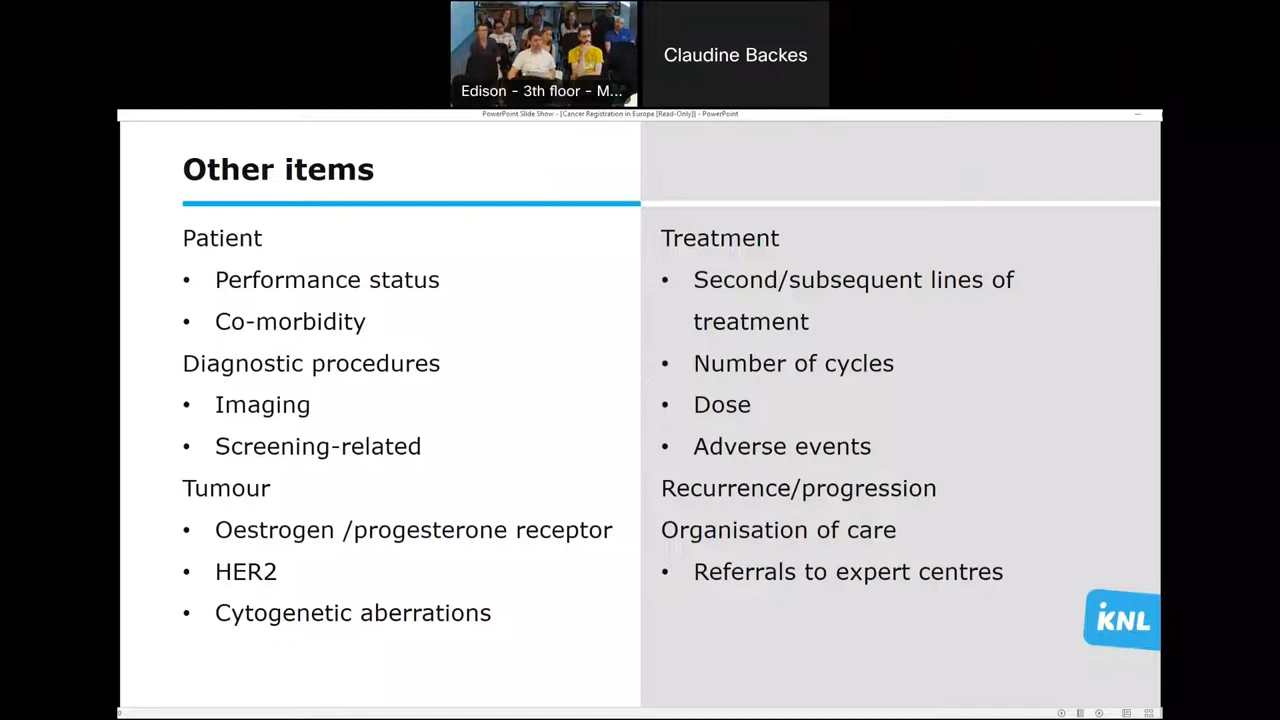 Edison - 3th floor - M...
Claudine Backes
PowerPoint Slide Show - [Cancer Registration in Europe [Read-Only]] - PowerPoint
Other items
Patient
• Performance status
• Co-morbidity
Diagnostic procedures
• Imaging
• Screening-related
Tumour
• Oestrogen /progesterone receptor
• HER2
• Cytogenetic aberrations
Treatment
• Second/subsequent lines of
treatment
• Number of cycles
• Dose
• Adverse events
Recurrence/progression
Organisation of care
• Referrals to expert centres
iKNL